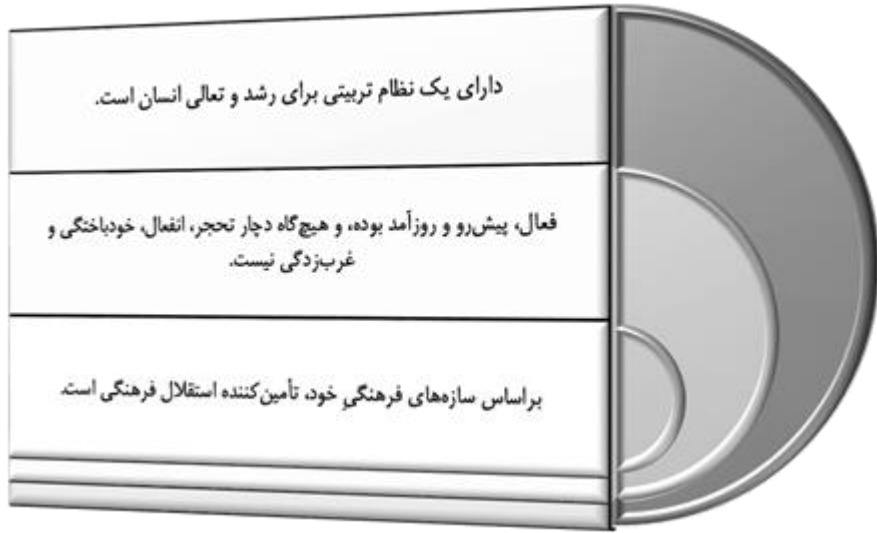 دارای یک نظام تربیتی برای رشد و تعالی انسان است.
فعال، پیش‌رو و روزآمد بوده، و هیچ‌گاه دچار تحجر، انفعال، خودباختگی و
غرب‌زدگی نیست.
براساس سازه‌های فرهنگیِ خود، تأمین‌کننده استقلال فرهنگی است.